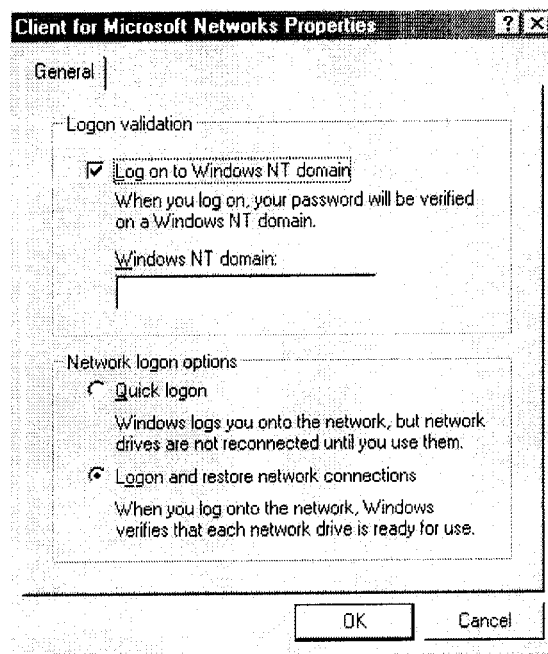 Client for Microsoft Networks Properties ? ×
General
Logon validation
Log on to Windows NT domain
When you log on, your password will be verified
on a Windows NT domain.
Windows NT domain:
Network logon options
Quick logon
Windows logs you onto the network, but network
drives are not reconnected until you use them.
Logon and restore network connections
When you log onto the network, Windows
verifies that each network drive is ready for use.
OK Cancel